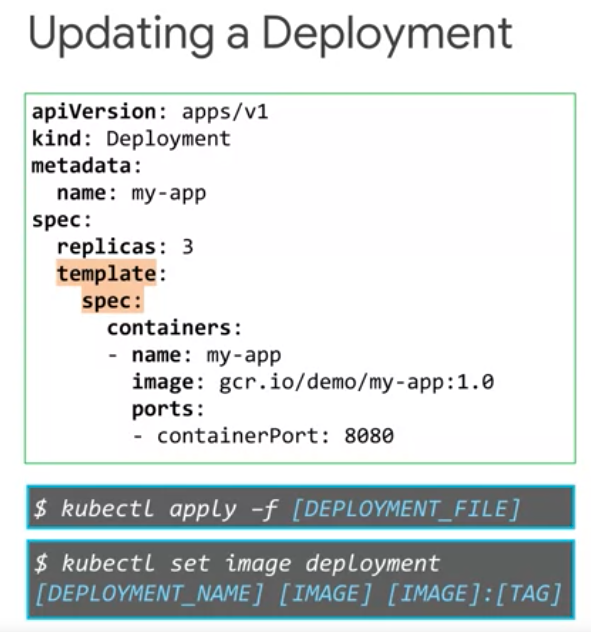 Updating a Deployment
apiVersion: apps/v1
kind: Deployment
metadata:
  name: my-app
spec:
  replicas: 3
  template:
    spec:
      containers:
      - name: my-app
        image: gcr.io/demo/my-app:1.0
        ports:
        - containerPort: 8080
$ kubectl apply –f [DEPLOYMENT_FILE]
$ kubectl set image deployment
[DEPLOYMENT_NAME] [IMAGE] [IMAGE]:[TAG]